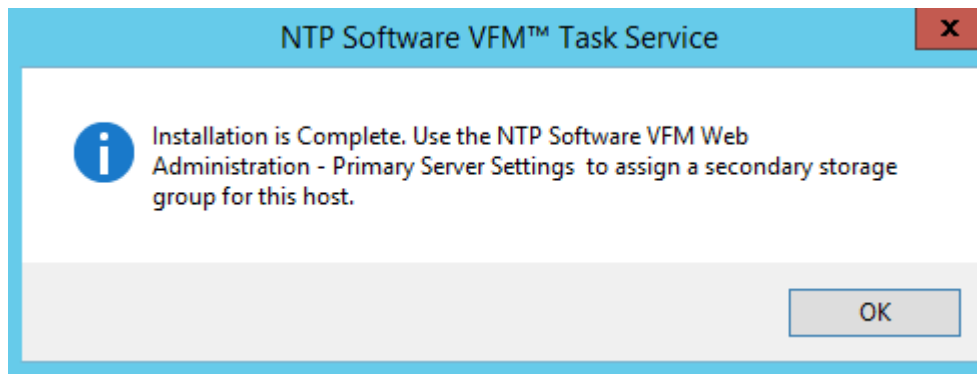 NTP Software VFM™ Task Service
x
i
Installation is Complete. Use the NTP Software VFM Web
Administration - Primary Server Settings  to assign a secondary storage
group for this host.
OK